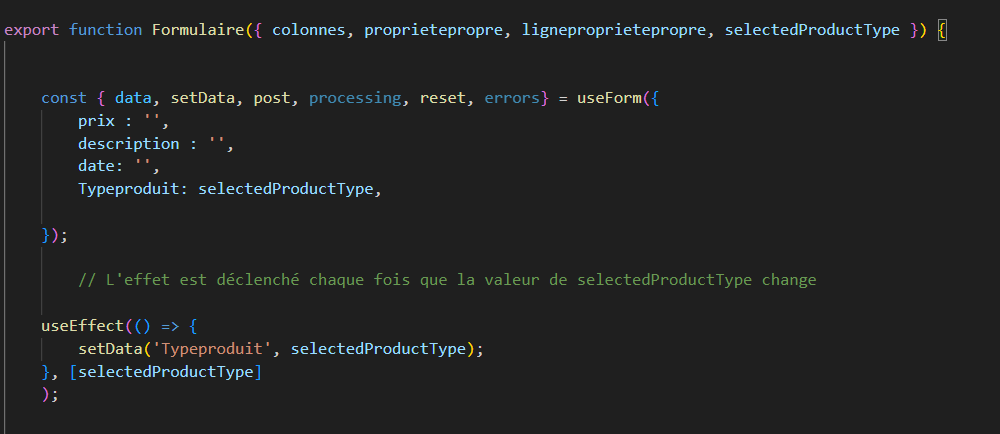 export function Formulaire({ colonnes, proprietepropre, ligneproprietepropre, selectedProductType }) {
const { data, setData, post, processing, reset, errors} = useForm({
prix : '',
description : '',
date: '',
Typeproduit: selectedProductType,
});
// L'effet est déclenché chaque fois que la valeur de selectedProductType change
useEffect(() => {
setData('Typeproduit', selectedProductType);
}, [selectedProductType]
);